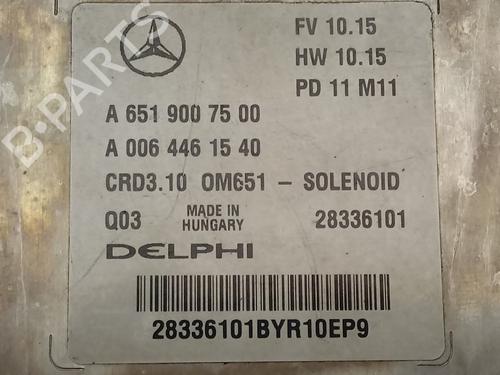 FV 10.15
HW 10.15
PD 11 M11
A 651 900 75 00
A 006 446 15 40
CRD3.10 OM651 - SOLENOID
Q03 MADE IN HUNGARY 28336101
DELPHI
28336101BYR10EP9
B-PARTS